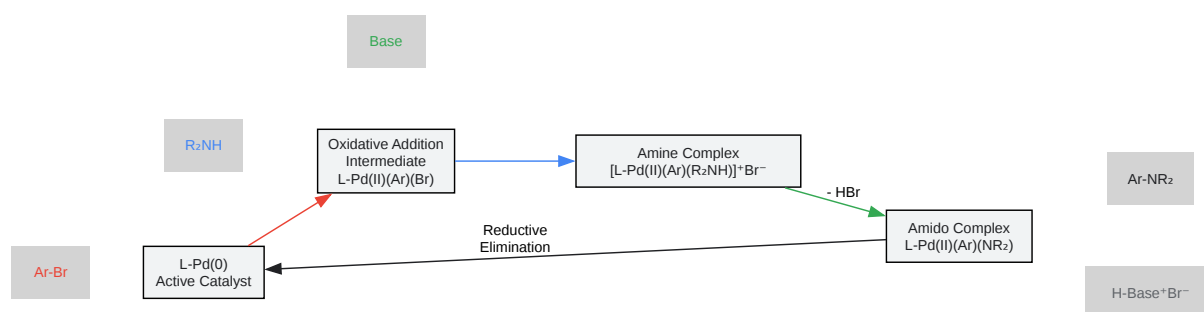 Base
R₂NH
Oxidative Addition
Intermediate
L-Pd(II)(Ar)(Br)
Amine Complex
[L-Pd(II)(Ar)(R₂NH)]⁺Br⁻
Ar-NR₂
- HBr
Amido Complex
L-Pd(II)(Ar)(NR₂)
Reductive
Elimination
Ar-Br
L-Pd(0)
Active Catalyst
H-Base⁺Br⁻